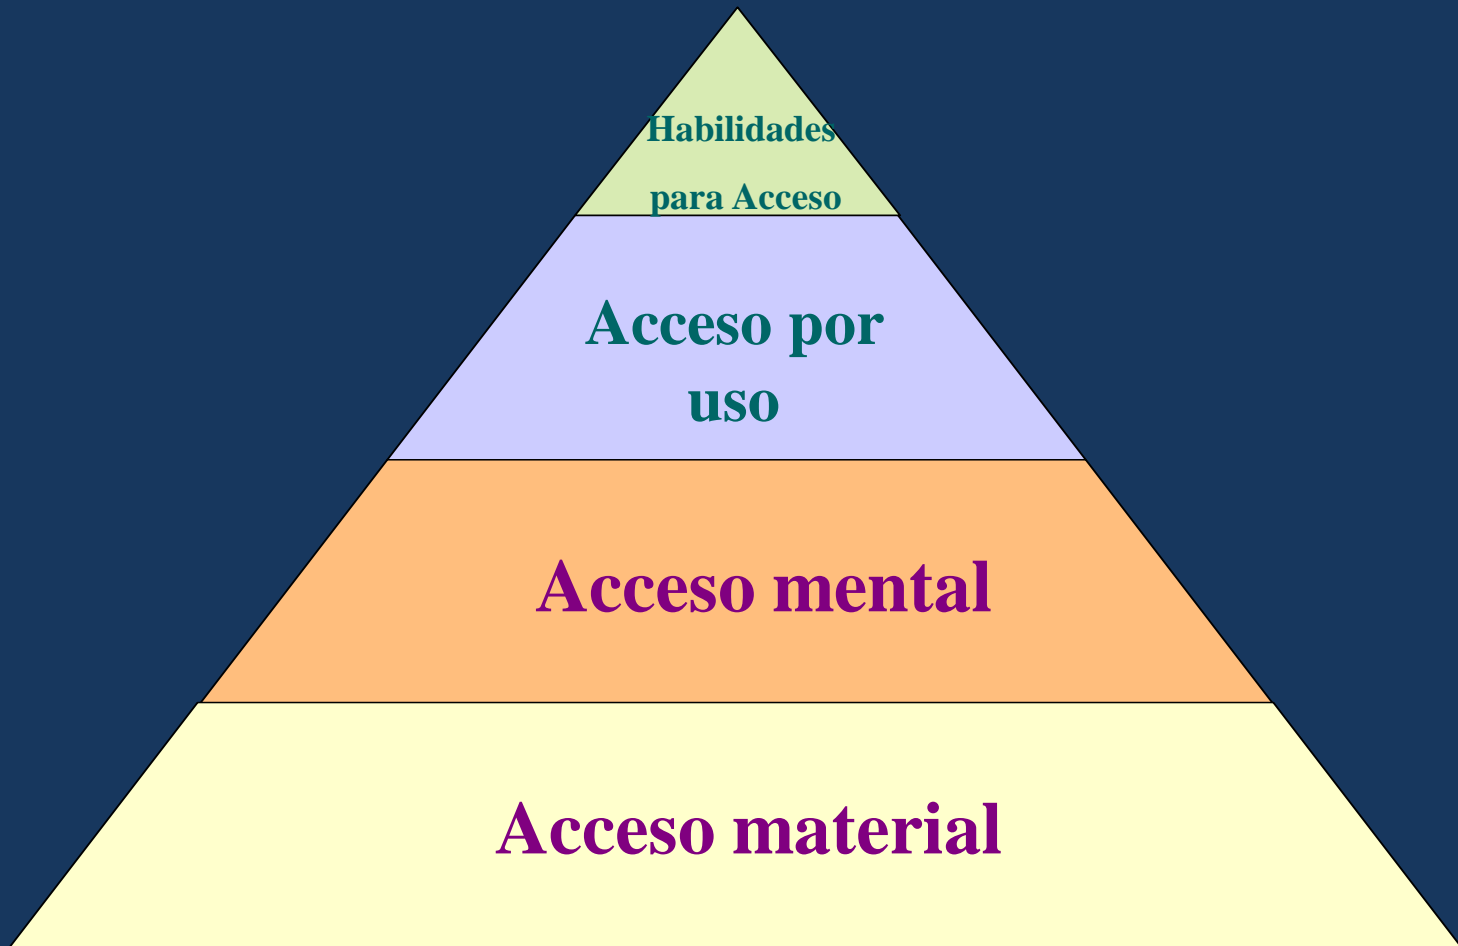 Habilidades
para Acceso
Acceso por
uso
Acceso mental
Acceso material